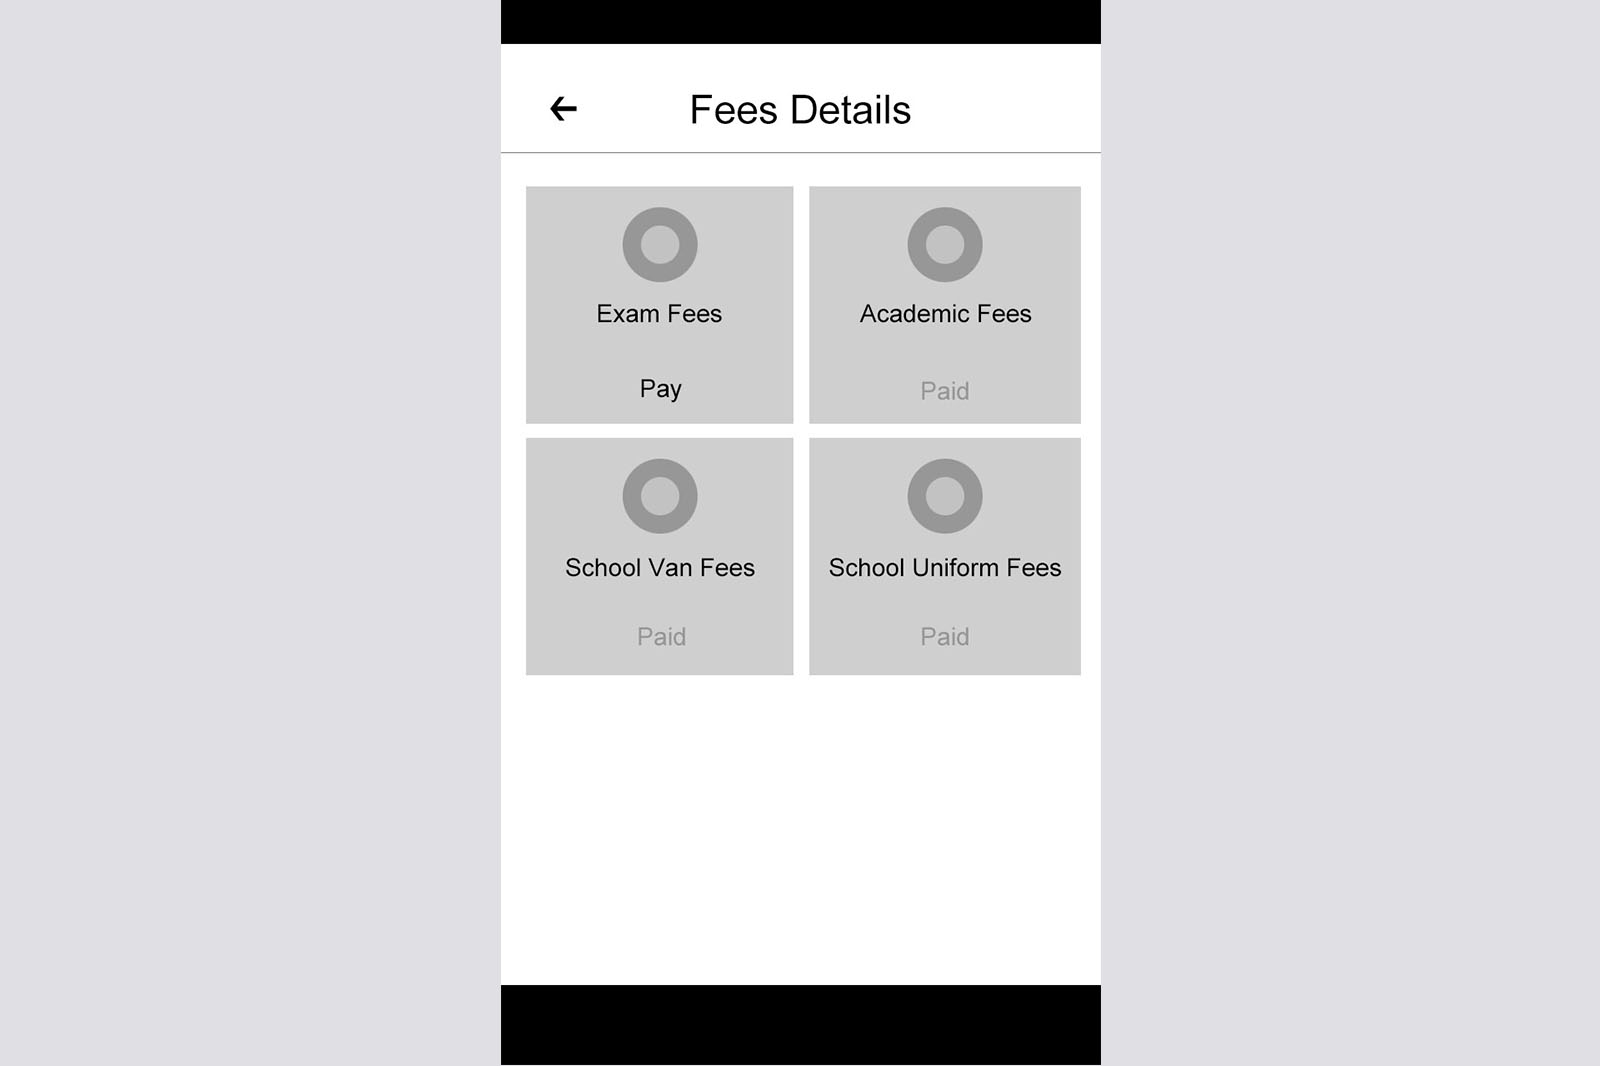 Fees Details
Exam Fees
Pay
Academic Fees
Paid
School Van Fees
Paid
School Uniform Fees
Paid